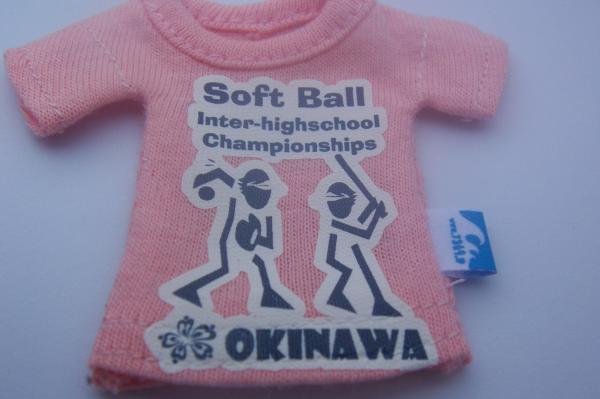 Soft Ball
Inter-highschool
Championships
OKINAWA